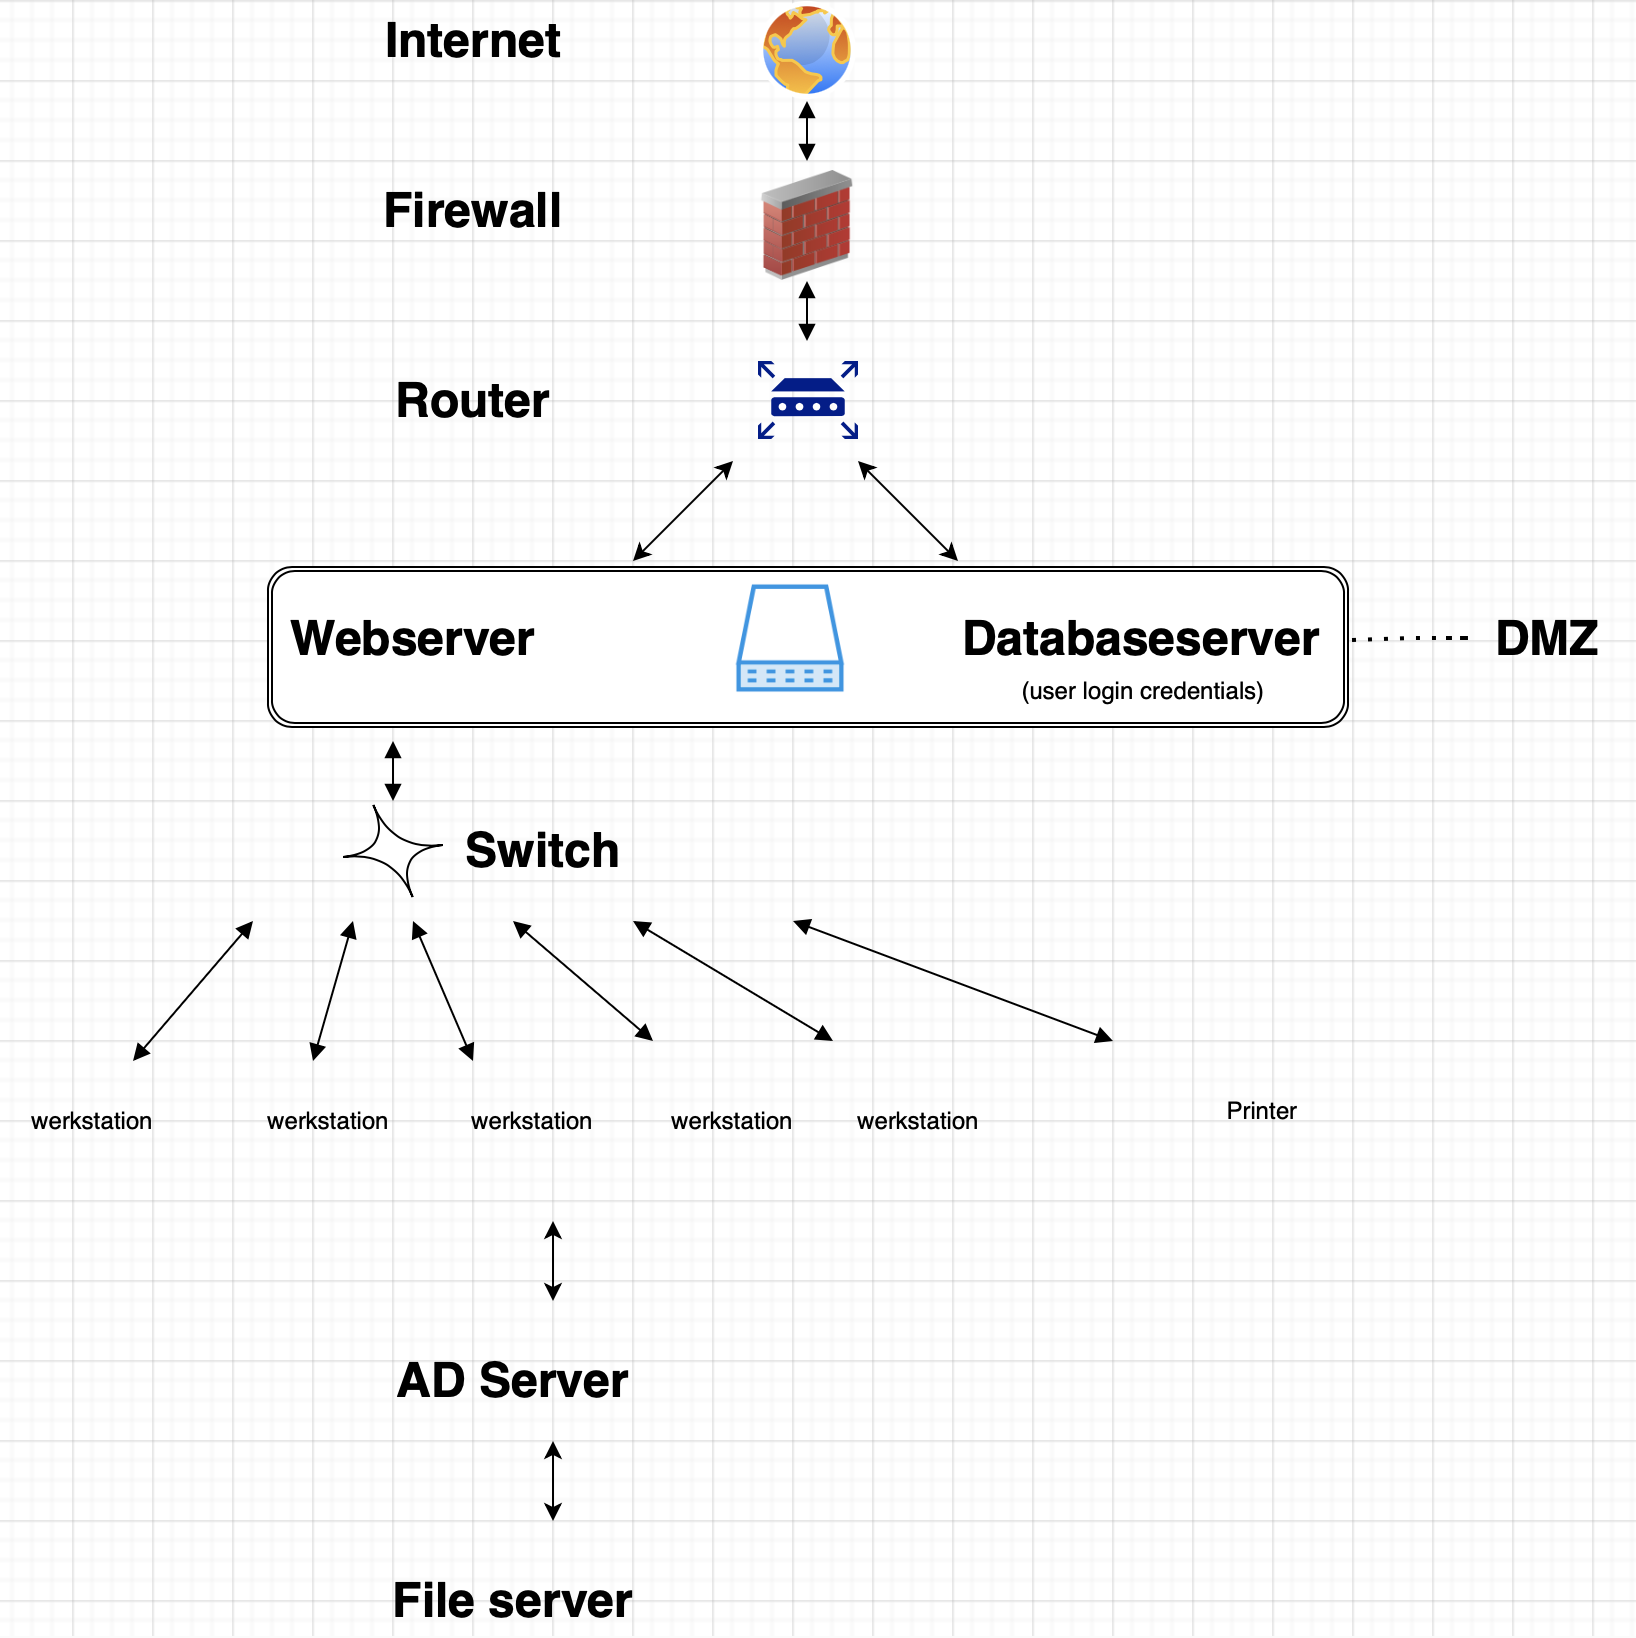 Internet
Firewall
Router
Webserver
Databaseserver
(user login credentials)
DMZ
Switch
werkstation
werkstation
werkstation
werkstation
werkstation
Printer
AD Server
File server